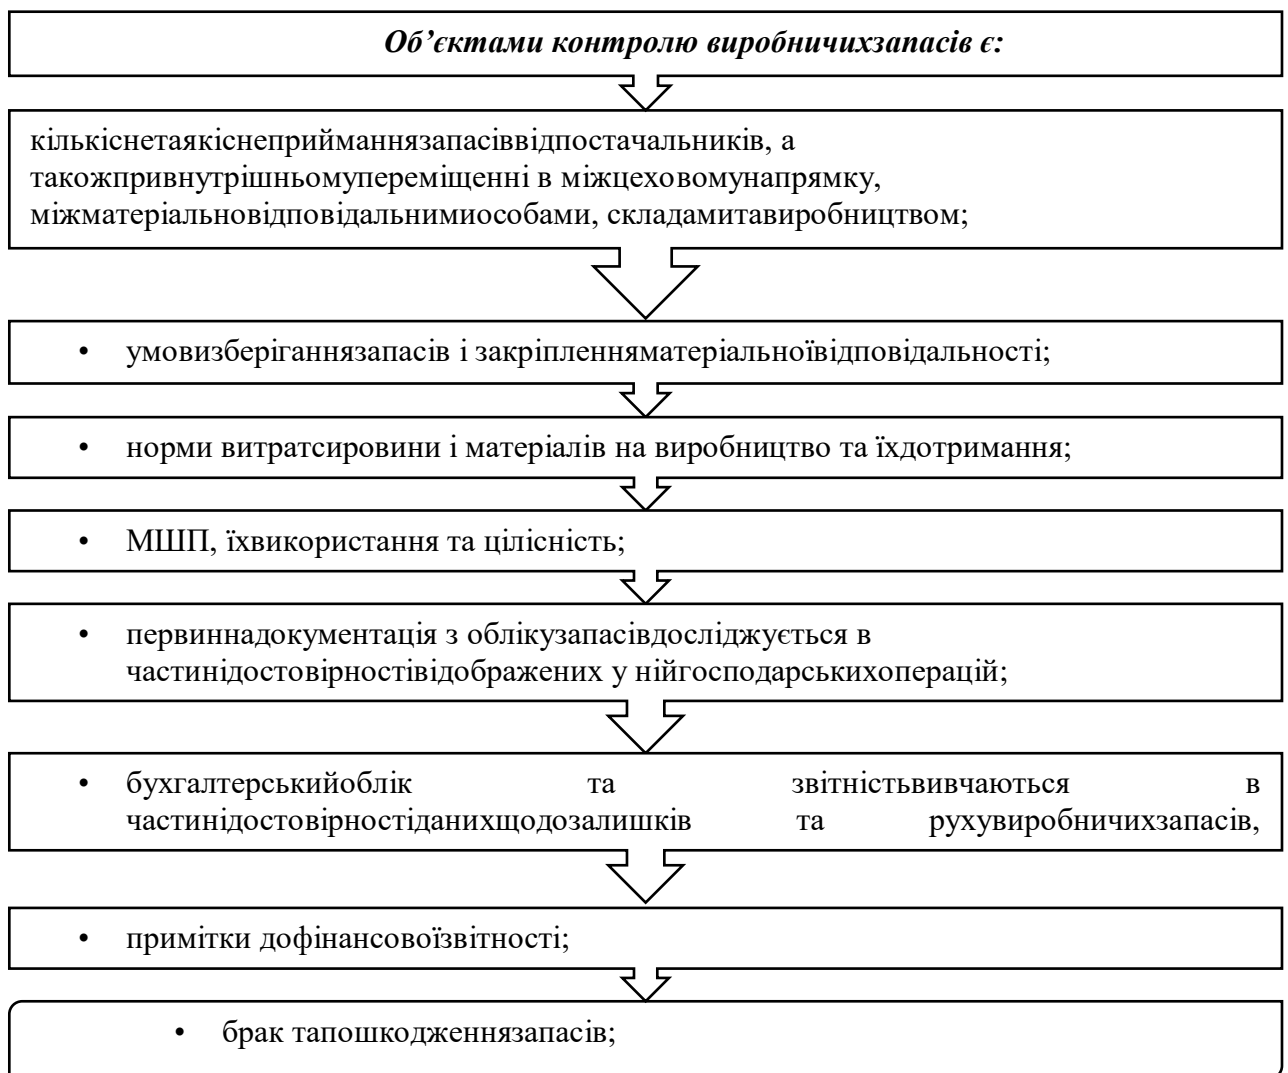 Об’єктами контролю виробничихзапасів є:
кількіснетаякіснеприйманнязапасіввідпостачальників, а
такожпривнутрішньомупереміщенні в міжцеховомунапрямку,
міжматеріальновідповідальнимиособами, складамитавиробництвом;
• умовизберіганнязапасів і закріпленняматеріальноївідповідальності;
• норми витратсировини і матеріалів на виробництво та їхдотримання;
• МШП, їхвикористання та цілісність;
• первиннадокументація з облікузапасівдосліджується в
частинідостовірностівідображених у нійгосподарськихоперацій;
• бухгалтерськийоблік та звітністьвивчаються в
частинідостовірностіданихщодозалишків та рухувиробничихзапасів,
• примітки дофінансовоїзвітності;
• брак тапошкодженнязапасів;